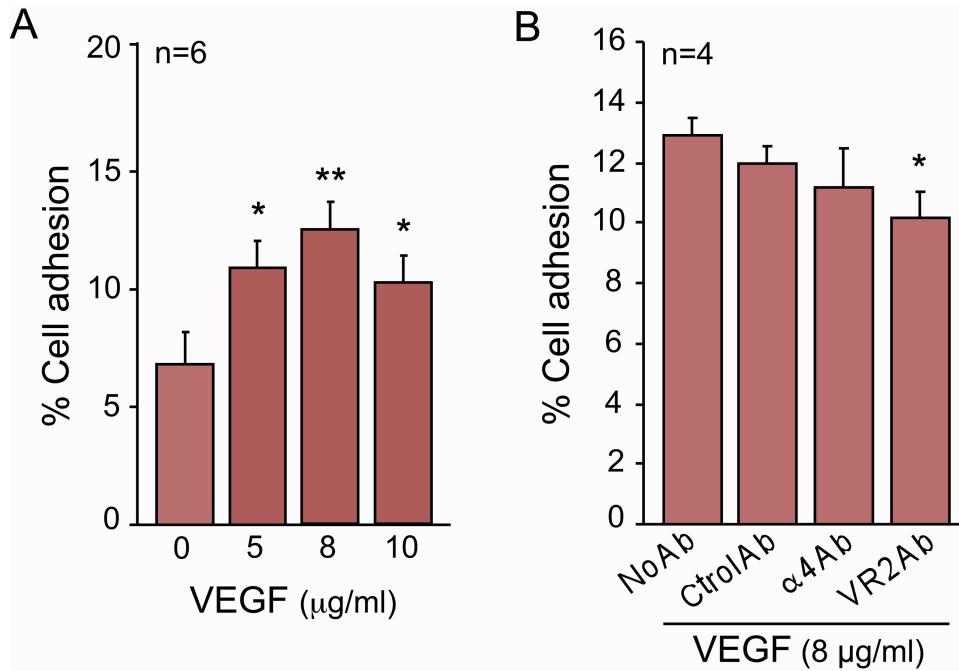 A
n=6
% Cell adhesion
20
15
10
5
0
*
**
*
0 5 8 10
VEGF (μg/ml)
B
n=4
% Cell adhesion
16
14
12
10
8
6
4
2
0
*
NoAb CtrolAb α4Ab VR2Ab
VEGF (8 μg/ml)